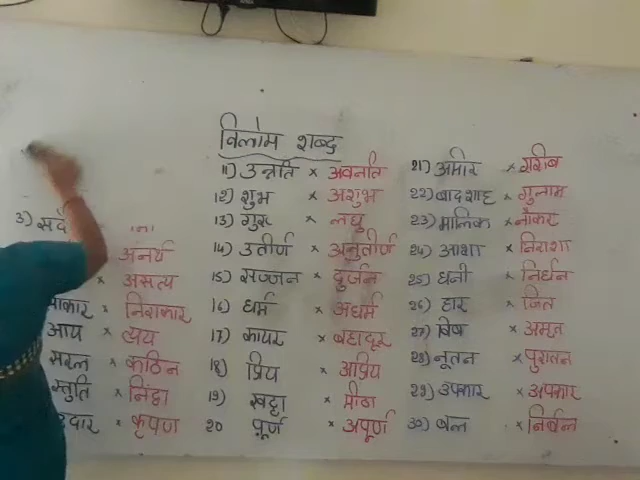 विलोम शब्द
3) सदै
अनर्थ
× असत्य
ाकार × निराकार
आय × व्यय
सरल × कठिन
स्तुति × निंदा
दार × कृपण
11) उन्नति × अवनति
12) शुभ × अशुभ
13) गुरु × लघु
14) उतीर्ण × अनुतीर्ण
15) सज्जन × दुर्जन
16) धर्म × अधर्म
17) कायर × बहादूर
18) प्रिय × अप्रिय
19) खट्टा × मीठा
20 पूर्ण × अपूर्ण
21) अमीर × गरीब
22) बादशाह × गुलाम
23) मालिक × नौकर
24) आशा × निराशा
25) धनी × निर्धन
26) हार × जित
27) विष × अमृत
28) नूतन × पुरातन
29) उपकार × अपकार
30) बल × निर्बल